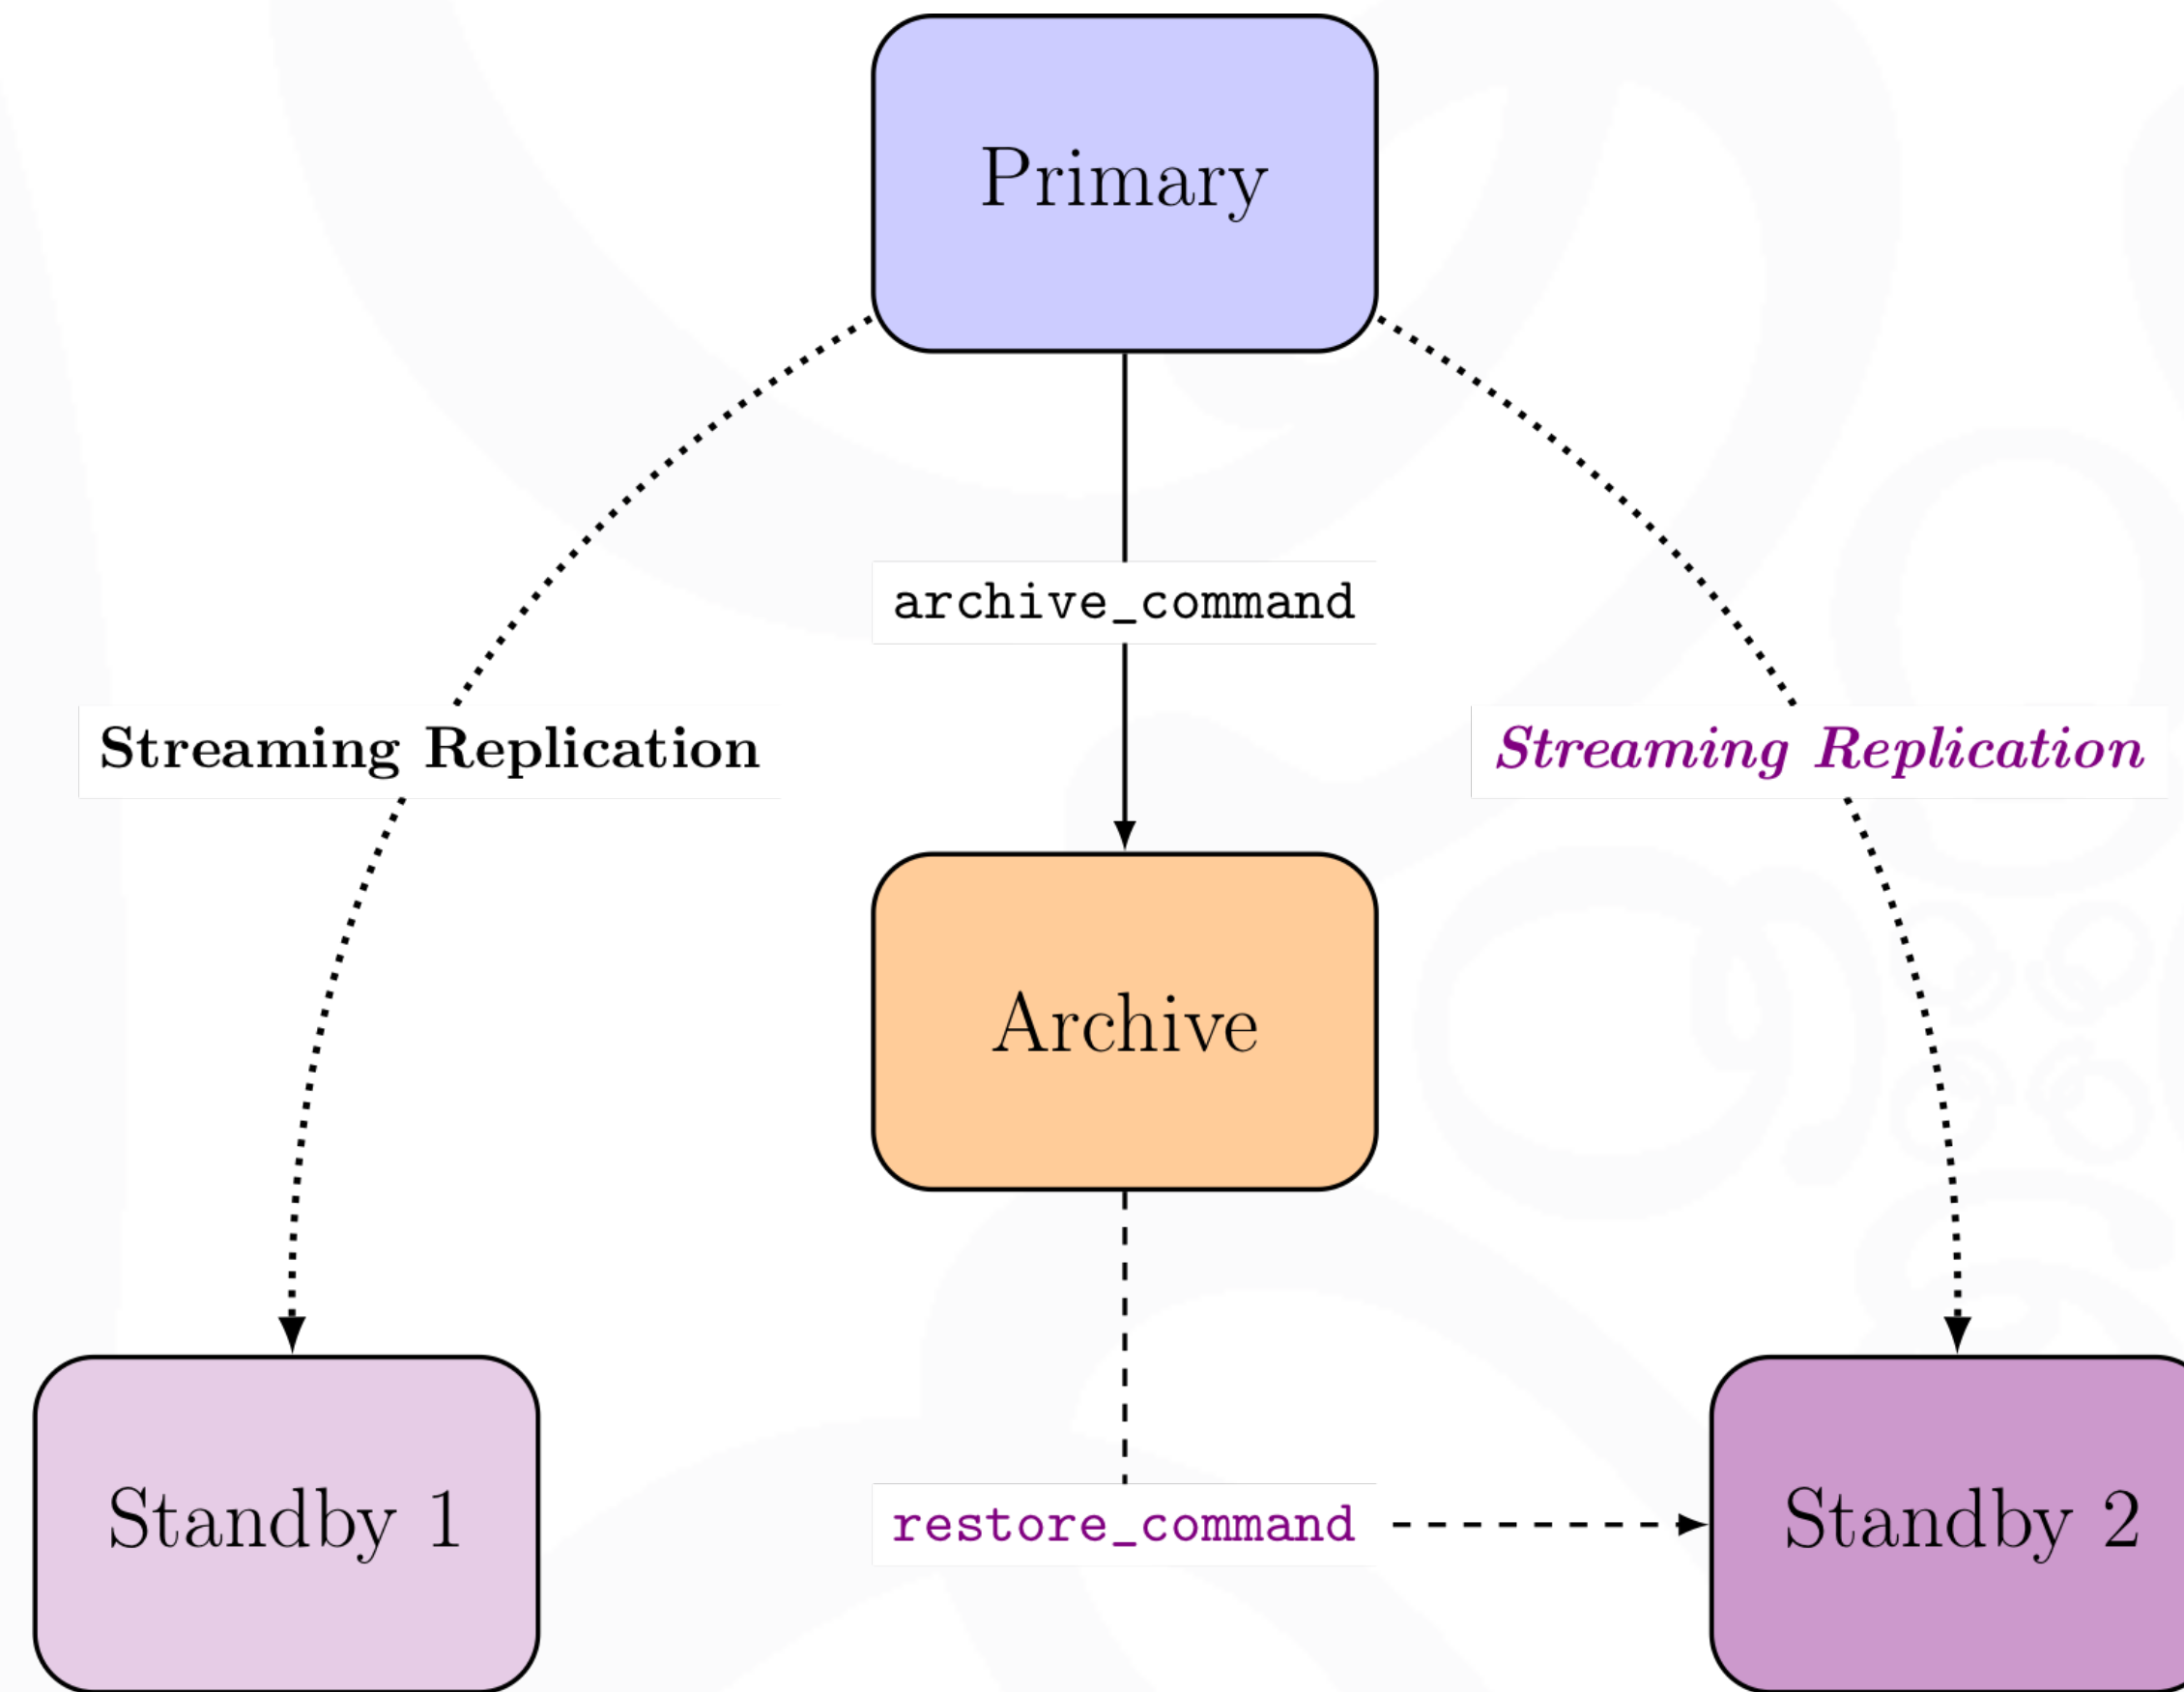 Primary
archive_command
Streaming Replication
Streaming Replication
Archive
Standby 1
restore_command
Standby 2